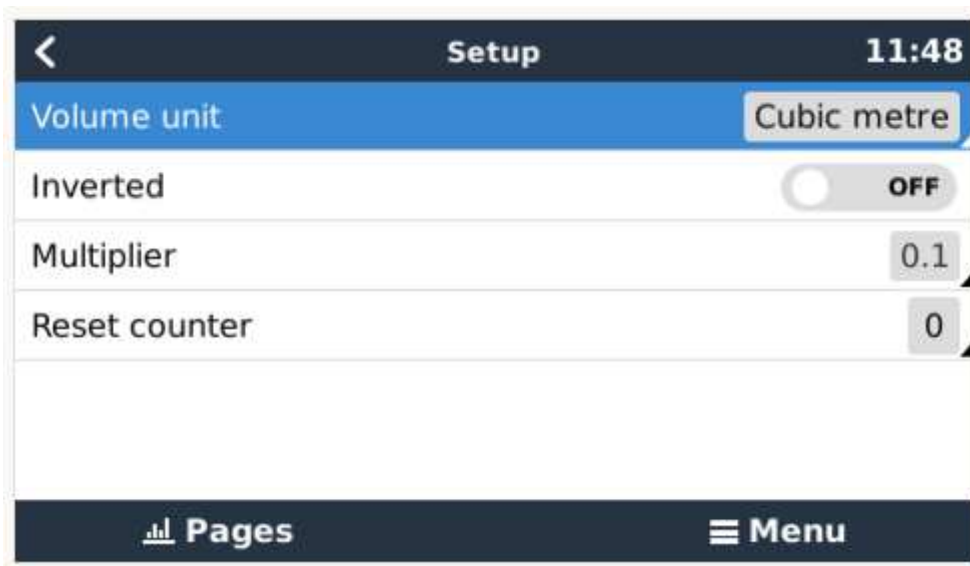 Setup 11:48
Volume unit Cubic metre
Inverted OFF
Multiplier 0.1
Reset counter 0
Pages Menu